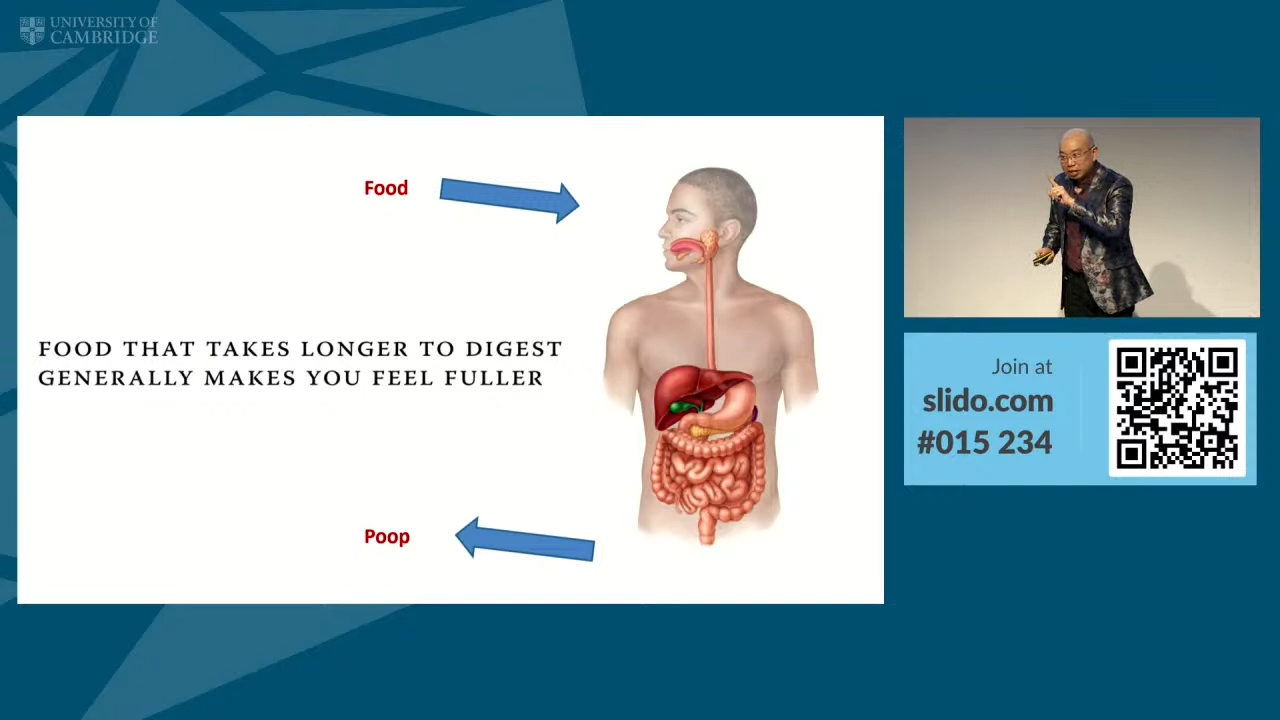 UNIVERSITY OF
CAMBRIDGE
Food
FOOD THAT TAKES LONGER TO DIGEST
GENERALLY MAKES YOU FEEL FULLER
Poop
Join at
slido.com
#015 234